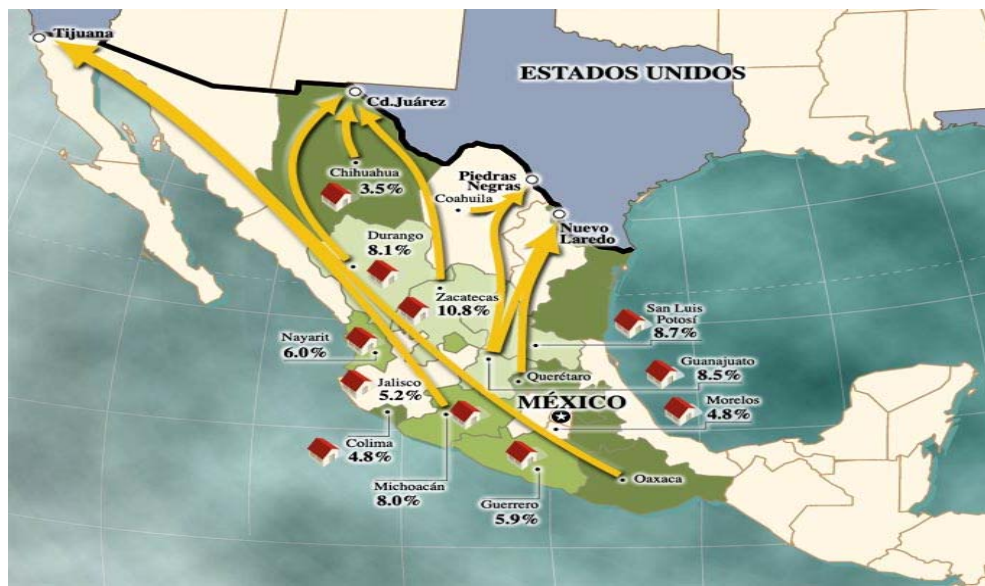 Tijuana
ESTADOS UNIDOS
Cd.Juárez
Chihuahua
3.5%
Piedras
Negras
Coahuila
Nuevo
Laredo
Durango
8.1%
Zacatecas
10.8%
San Luis
Potosí
8.7%
Nayarit
6.0%
Guanajuato
8.5%
Jalisco
5.2%
Querétaro
MÉXICO
Morelos
4.8%
Colima
4.8%
Michoacán
8.0%
Guerrero
5.9%
Oaxaca